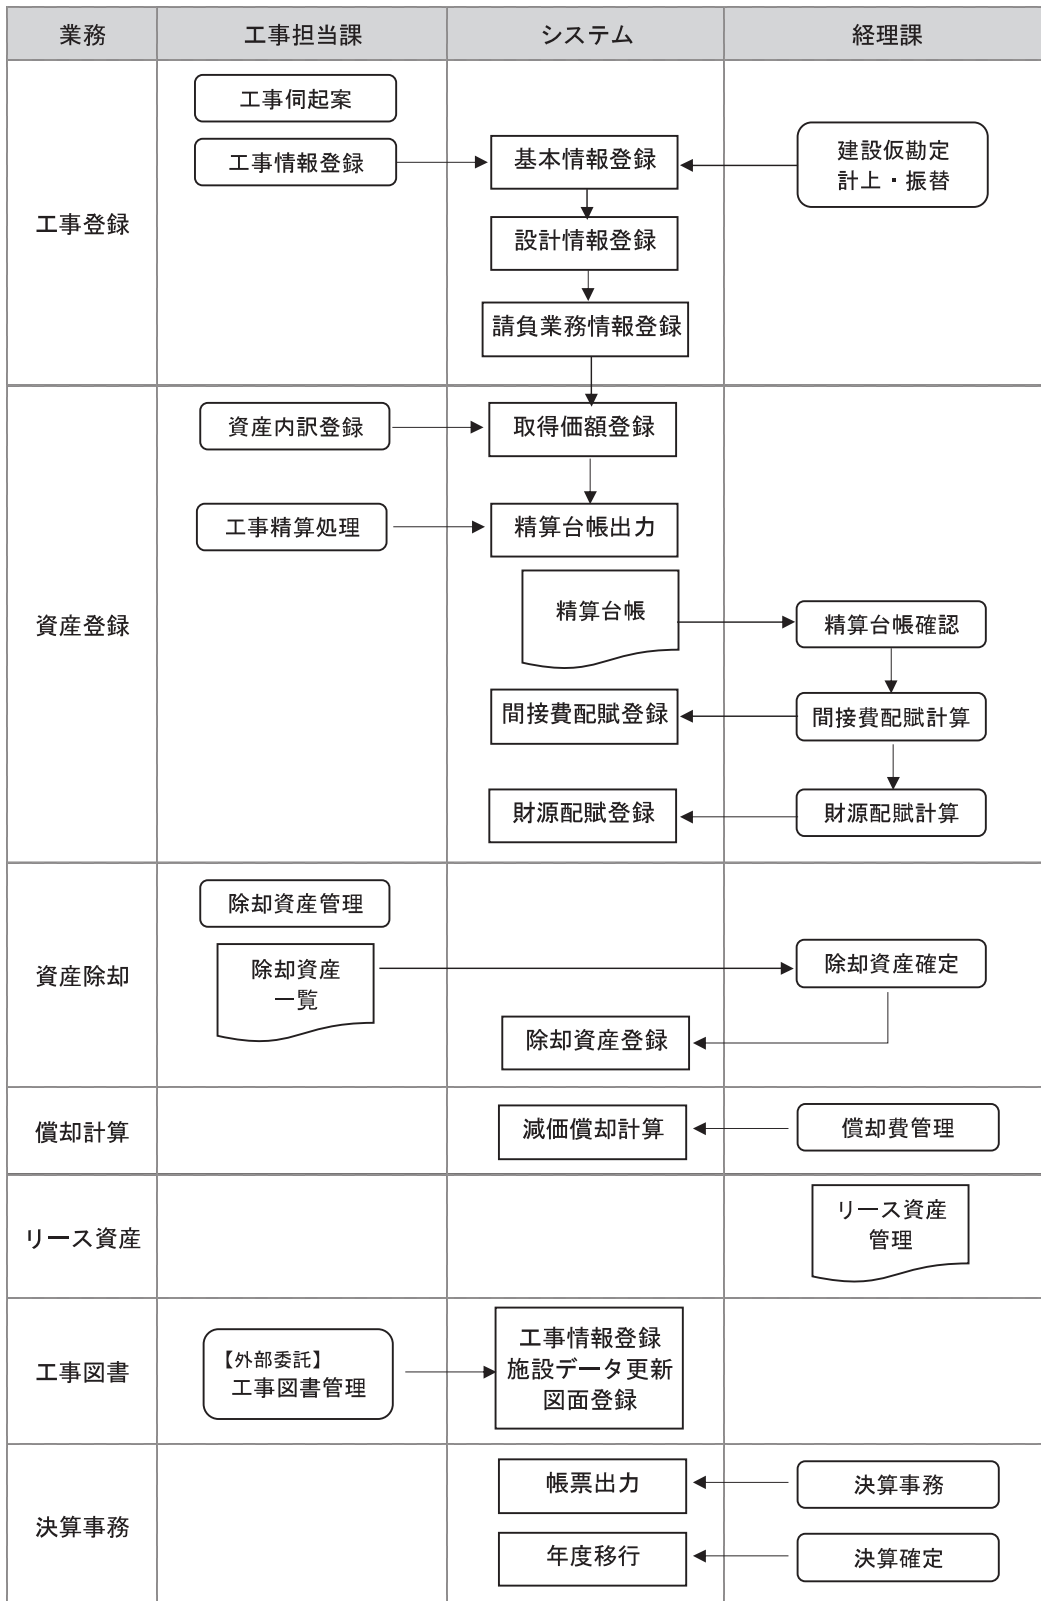 業務
工事担当課
システム
経理課
工事登録
工事伺起案
工事情報登録
基本情報登録
建設仮勘定
計上・振替
設計情報登録
請負業務情報登録
資産登録
資産内訳登録
取得価額登録
工事精算処理
精算台帳出力
精算台帳
精算台帳確認
間接費配賦登録
間接費配賦計算
財源配賦登録
財源配賦計算
資産除却
除却資産管理
除却資産
一覧
除却資産確定
除却資産登録
償却計算
減価償却計算
償却費管理
リース資産
リース資産
管理
工事図書
【外部委託】
工事図書管理
工事情報登録
施設データ更新
図面登録
決算事務
帳票出力
決算事務
年度移行
決算確定